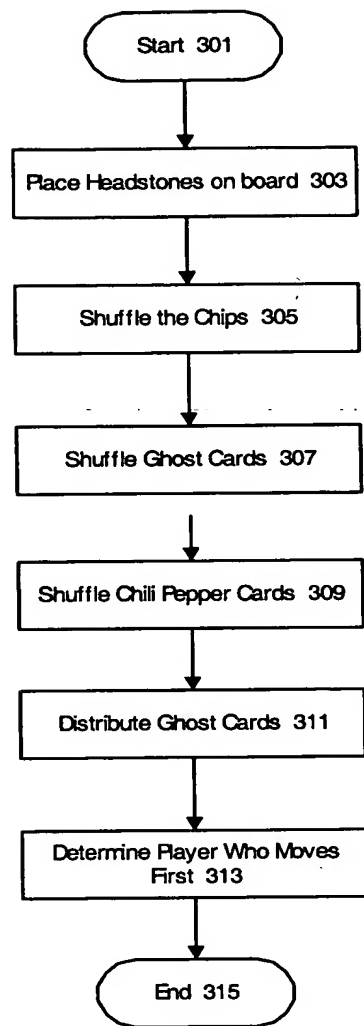 Start 301
Place Headstones on board 303
Shuffle the Chips 305
Shuffle Ghost Cards 307
Shuffle Chili Pepper Cards 309
Distribute Ghost Cards 311
Determine Player Who Moves
First 313
End 315